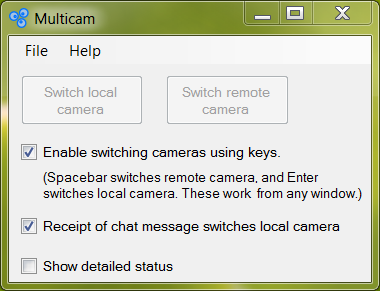 Multicam
File Help
Switch local
camera
Switch remote
camera
Enable switching cameras using keys.
(Spacebar switches remote camera, and Enter
switches local camera. These work from any window.)
Receipt of chat message switches local camera
Show detailed status